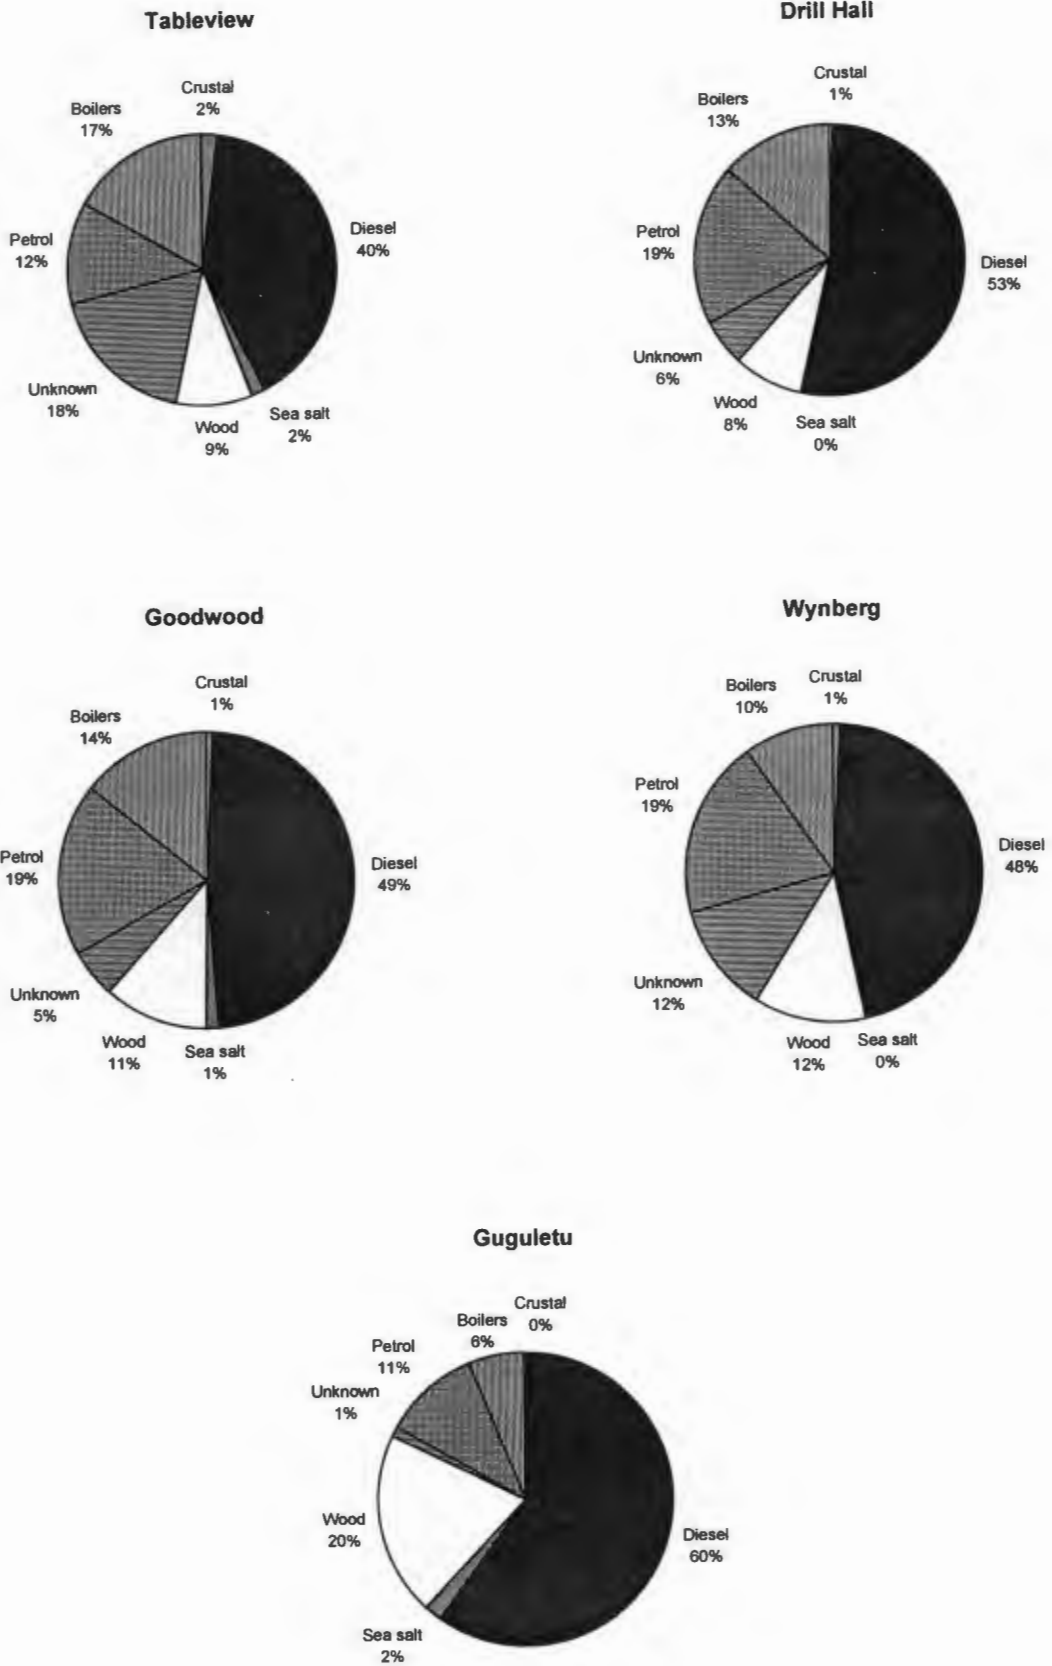 Tableview
Crustal
2%
Boilers
17%
Diesel
40%
Petrol
12%
Unknown
18%
Wood
9%
Sea salt
2%
Drill Hall
Crustal
1%
Boilers
13%
Petrol
19%
Diesel
53%
Unknown
6%
Wood
8%
Sea salt
0%
Goodwood
Crustal
1%
Boilers
14%
Petrol
19%
Diesel
49%
Unknown
5%
Wood
11%
Sea salt
1%
Wynberg
Crustal
1%
Boilers
10%
Petrol
19%
Diesel
48%
Unknown
12%
Wood
12%
Sea salt
0%
Guguletu
Crustal
0%
Boilers
6%
Petrol
11%
Unknown
1%
Wood
20%
Diesel
60%
Sea salt
2%